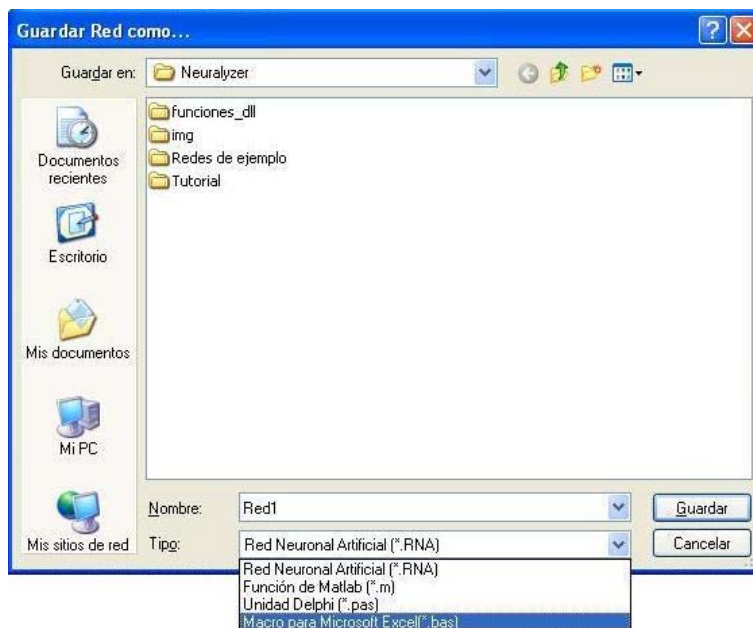 Guardar Red como...
Guardar en:
Neuralyzer
funciones_dll
img
Redes de ejemplo
Tutorial
Documentos
recientes
Escritorio
Mis documentos
Mi PC
Mis sitios de red
Nombre:
Red1
Guardar
Tipo:
Red Neuronal Artificial (*.RNA)
Cancelar
Red Neuronal Artificial (*.RNA)
Función de Matlab (*.m)
Unidad Delphi (*.pas)
Macro para Microsoft Excel(*.bas)